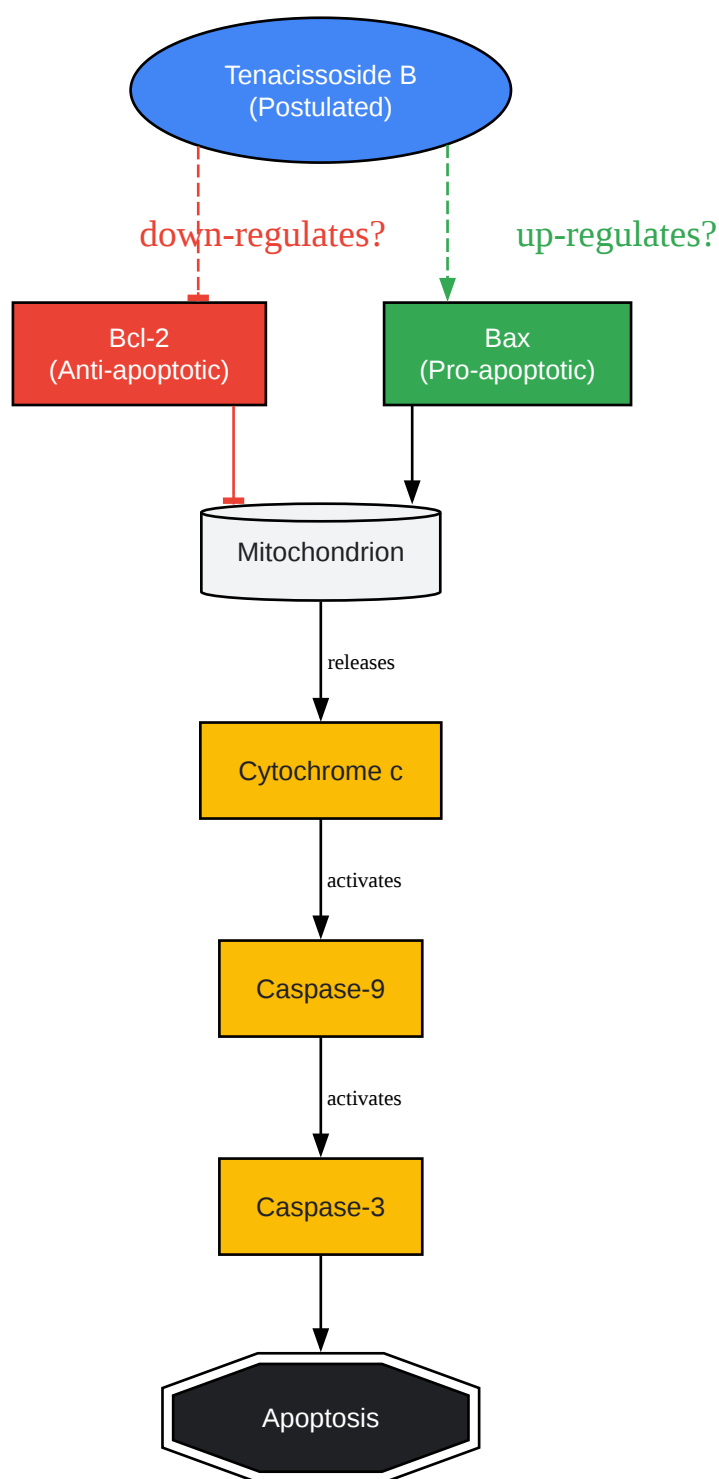 Tenacissoside B
(Postulated)
down-regulates?
up-regulates?
Bcl-2
(Anti-apoptotic)
Bax
(Pro-apoptotic)
Mitochondrion
releases
Cytochrome c
activates
Caspase-9
activates
Caspase-3
Apoptosis